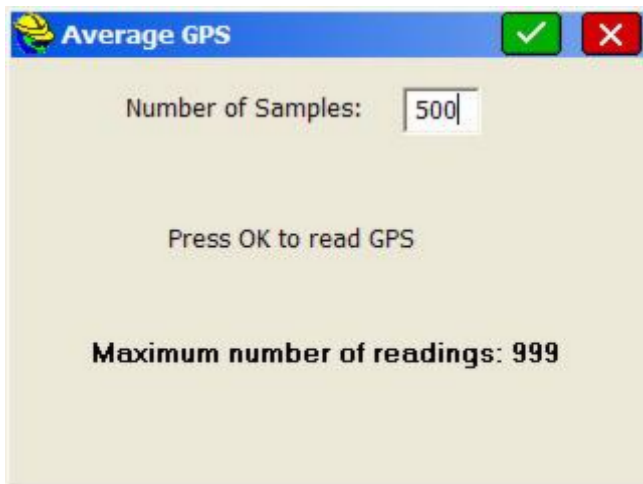 Average GPS
Number of Samples: 500
Press OK to read GPS
Maximum number of readings: 999